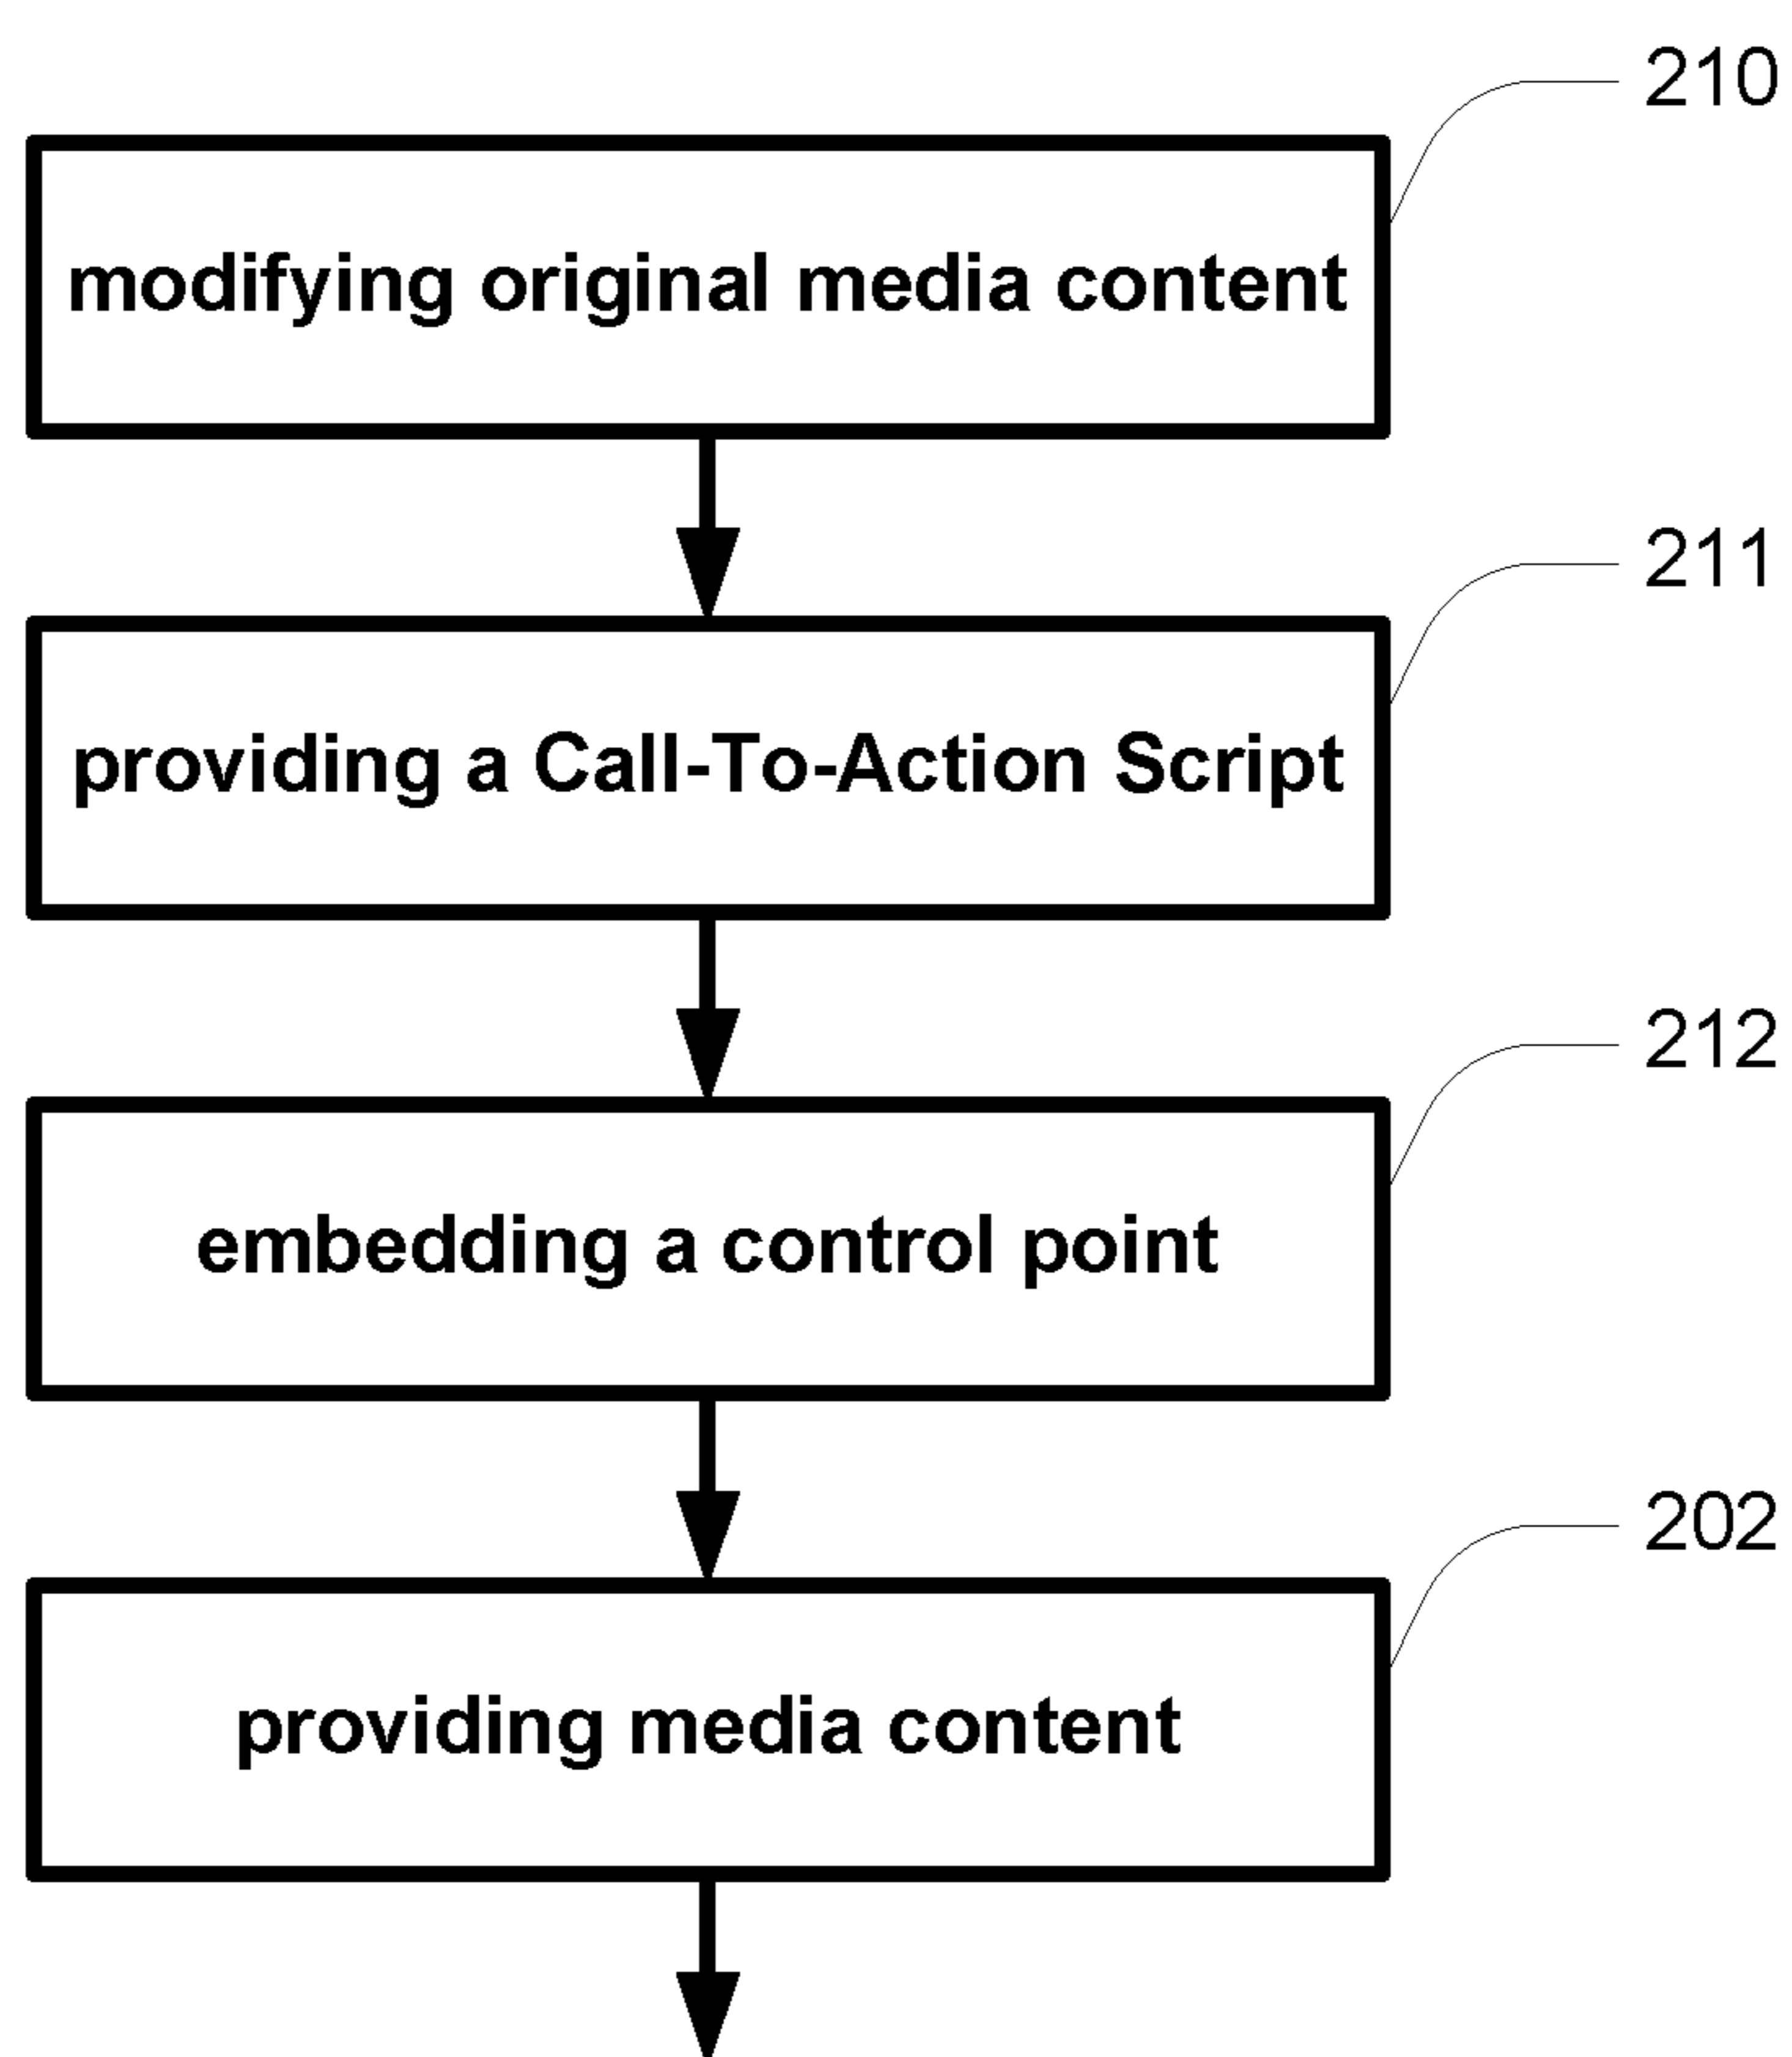 210
modifying original media content
211
providing a Call-To-Action Script
212
embedding a control point
202
providing media content